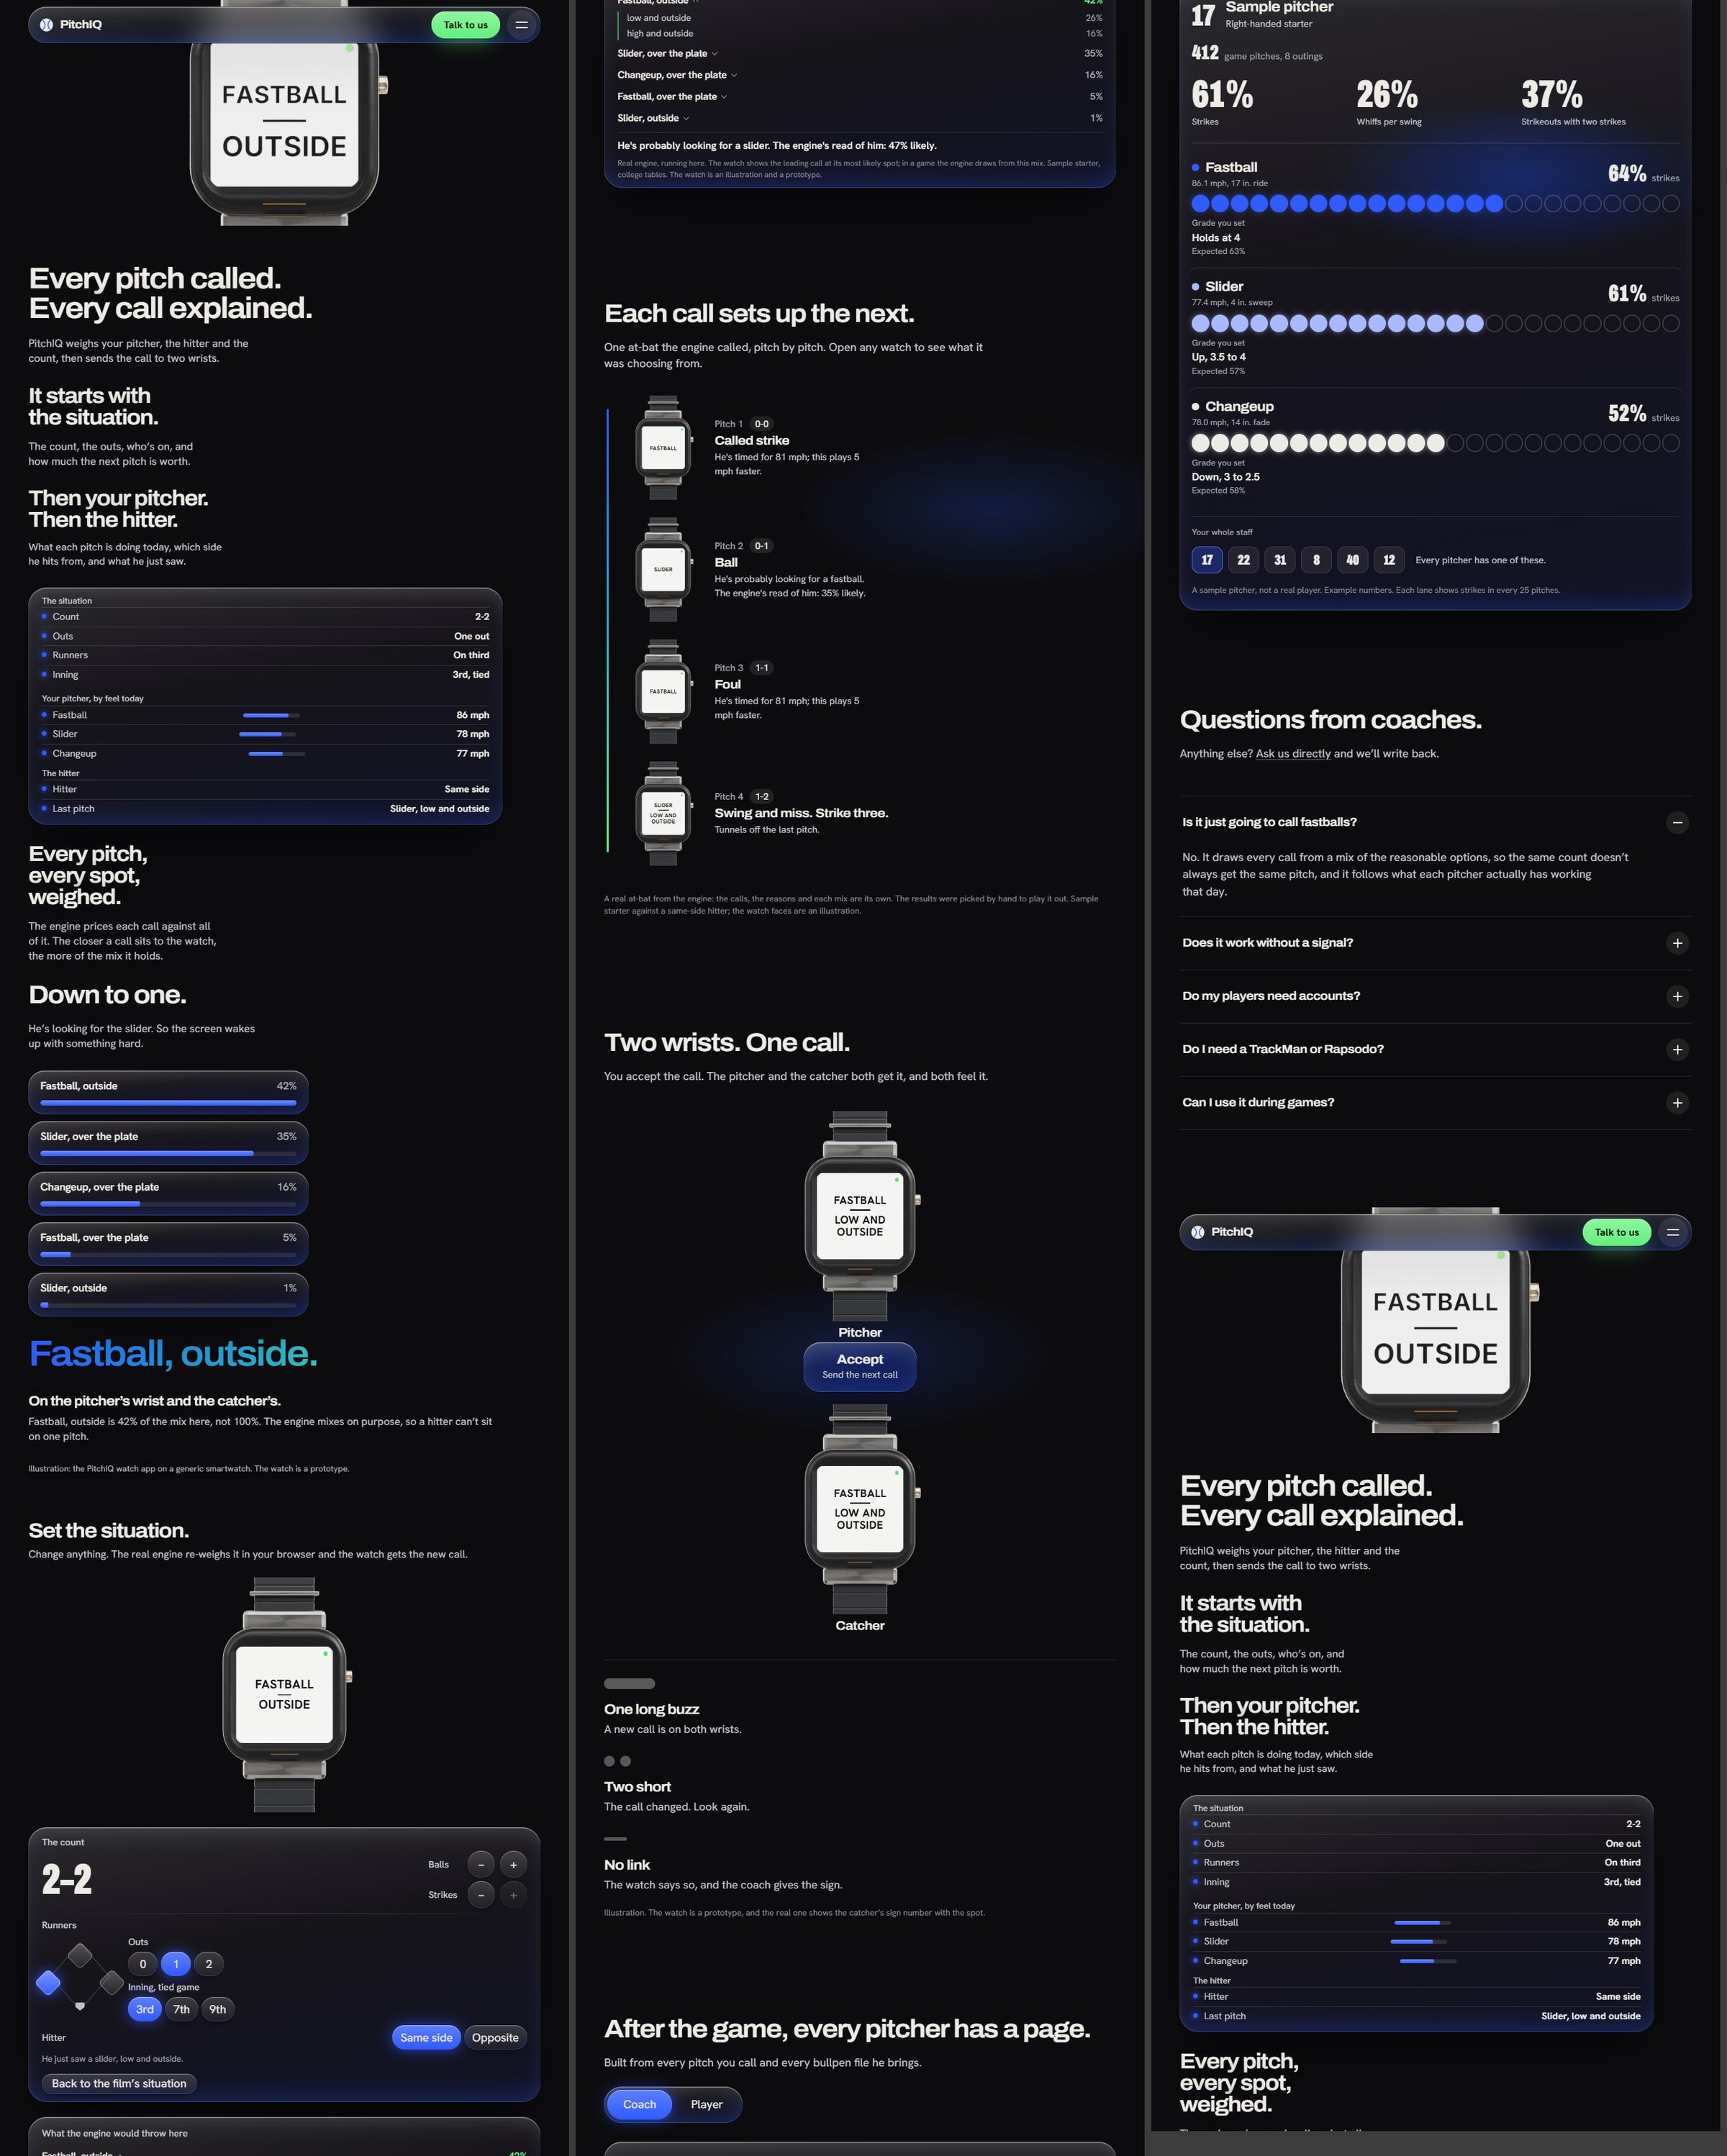 PitchIQ
Talk to us
FASTBALL
OUTSIDE
Every pitch called.
Every call explained.
PitchIQ weighs your pitcher, the hitter and the
count, then sends the call to two wrists.
It starts with
the situation.
The count, the outs, who's on, and
how much the next pitch is worth.
Then your pitcher.
Then the hitter.
What each pitch is doing today, which side
he hits from, and what he just saw.
The situation
Count 2-2
Outs One out
Runners On third
Inning 3rd, tied
Your pitcher, by feel today
Fastball 86 mph
Slider 78 mph
Changeup 77 mph
The hitter
Hitter Same side
Last pitch Slider, low and outside
Every pitch,
every spot,
weighed.
The engine prices each call against all
of it. The closer a call sits to the watch,
the more of the mix it holds.
Down to one.
He's looking for the slider. So the screen wakes
up with something hard.
Fastball, outside 42%
Slider, over the plate 35%
Changeup, over the plate 16%
Fastball, over the plate 5%
Slider, outside 1%
Fastball, outside.
On the pitcher's wrist and the catcher's.
Fastball, outside is 42% of the mix here, not 100%. The engine mixes on purpose, so a hitter can't sit
on one pitch.
Illustration: the PitchIQ watch app on a generic smartwatch. The watch is a prototype.
Set the situation.
Change anything. The real engine re-weighs it in your browser and the watch gets the new call.
FASTBALL
OUTSIDE
The count
2–2
Balls − +
Strikes − +
Runners
Outs
0 1 2
Inning, tied game
3rd 7th 9th
Hitter
Same side Opposite
He just saw a slider, low and outside.
Back to the film's situation
What the engine would throw here
Fastball, outside 42%
Fastball, outside 42%
low and outside 26%
high and outside 16%
Slider, over the plate 35%
Changeup, over the plate 16%
Fastball, over the plate 5%
Slider, outside 1%
He's probably looking for a slider. The engine's read of him: 47% likely.
Real engine, running here. The watch shows the leading call at its most likely spot; in a game the engine draws from this mix. Sample starter,
college tables. The watch is an illustration and a prototype.
Each call sets up the next.
One at-bat the engine called, pitch by pitch. Open any watch to see what it
was choosing from.
FASTBALL
Pitch 1 0-0
Called strike
He's timed for 81 mph; this plays 5
mph faster.
SLIDER
Pitch 2 0-1
Ball
He's probably looking for a fastball.
The engine's read of him: 35% likely.
FASTBALL
Pitch 3 1-1
Foul
He's timed for 81 mph; this plays 5
mph faster.
SLIDER
LOW AND
OUTSIDE
Pitch 4 1-2
Swing and miss. Strike three.
Tunnels off the last pitch.
A real at-bat from the engine: the calls, the reasons and each mix are its own. The results were picked by hand to play it out. Sample
starter against a same-side hitter; the watch faces are an illustration.
Two wrists. One call.
You accept the call. The pitcher and the catcher both get it, and both feel it.
FASTBALL
LOW AND
OUTSIDE
Pitcher
Accept
Send the next call
FASTBALL
LOW AND
OUTSIDE
Catcher
One long buzz
A new call is on both wrists.
Two short
The call changed. Look again.
No link
The watch says so, and the coach gives the sign.
Illustration. The watch is a prototype, and the real one shows the catcher's sign number with the spot.
After the game, every pitcher has a page.
Built from every pitch you call and every bullpen file he brings.
Coach Player
17 Sample pitcher
Right-handed starter
412 game pitches, 8 outings
61% 26% 37%
Strikes Whiffs per swing Strikeouts with two strikes
Fastball 64% strikes
86.1 mph, 17 in. ride
Grade you set
Holds at 4
Expected 63%
Slider 61% strikes
77.4 mph, 4 in. sweep
Grade you set
Up, 3.5 to 4
Expected 57%
Changeup 52% strikes
78.0 mph, 14 in. fade
Grade you set
Down, 3 to 2.5
Expected 58%
Your whole staff
17 22 31 8 40 12 Every pitcher has one of these.
A sample pitcher, not a real player. Example numbers. Each lane shows strikes in every 25 pitches.
Questions from coaches.
Anything else? Ask us directly and we'll write back.
Is it just going to call fastballs?
No. It draws every call from a mix of the reasonable options, so the same count doesn't
always get the same pitch, and it follows what each pitcher actually has working
that day.
Does it work without a signal?
Do my players need accounts?
Do I need a TrackMan or Rapsodo?
Can I use it during games?
PitchIQ
Talk to us
FASTBALL
OUTSIDE
Every pitch called.
Every call explained.
PitchIQ weighs your pitcher, the hitter and the
count, then sends the call to two wrists.
It starts with
the situation.
The count, the outs, who's on, and
how much the next pitch is worth.
Then your pitcher.
Then the hitter.
What each pitch is doing today, which side
he hits from, and what he just saw.
The situation
Count 2-2
Outs One out
Runners On third
Inning 3rd, tied
Your pitcher, by feel today
Fastball 86 mph
Slider 78 mph
Changeup 77 mph
The hitter
Hitter Same side
Last pitch Slider, low and outside
Every pitch,
every spot,
weighed.